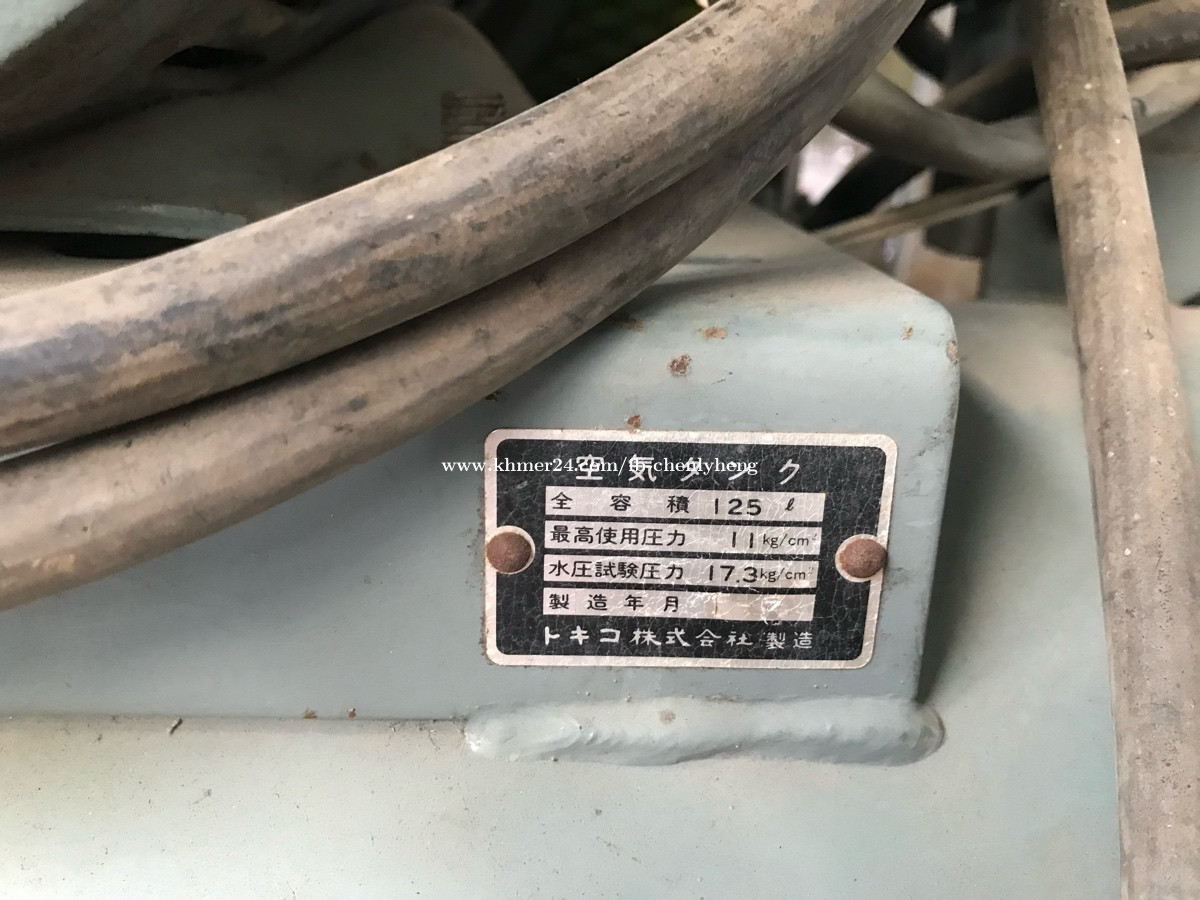 www.khmer24.com/fb-chendyheng
空気タンク
全容積 125 ℓ
最高使用圧力 11 kg/cm²
水圧試験圧力 17.3 kg/cm²
製造年月
トキコ株式会社 製造